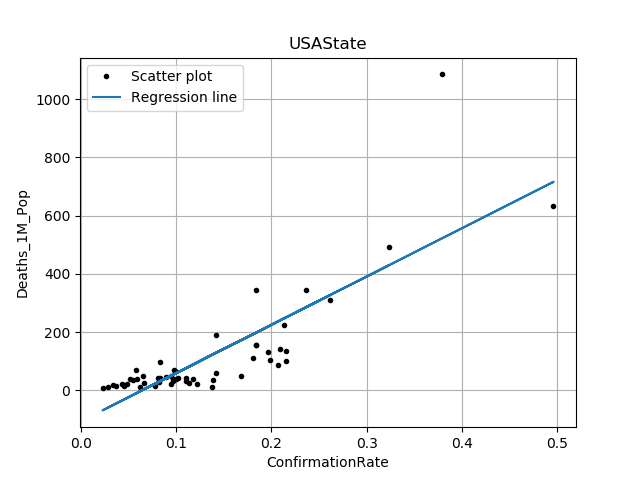 USAState
Scatter plot
Regression line
1000
800
600
400
200
0
Deaths_1M_Pop
0.0 0.1 0.2 0.3 0.4 0.5
ConfirmationRate